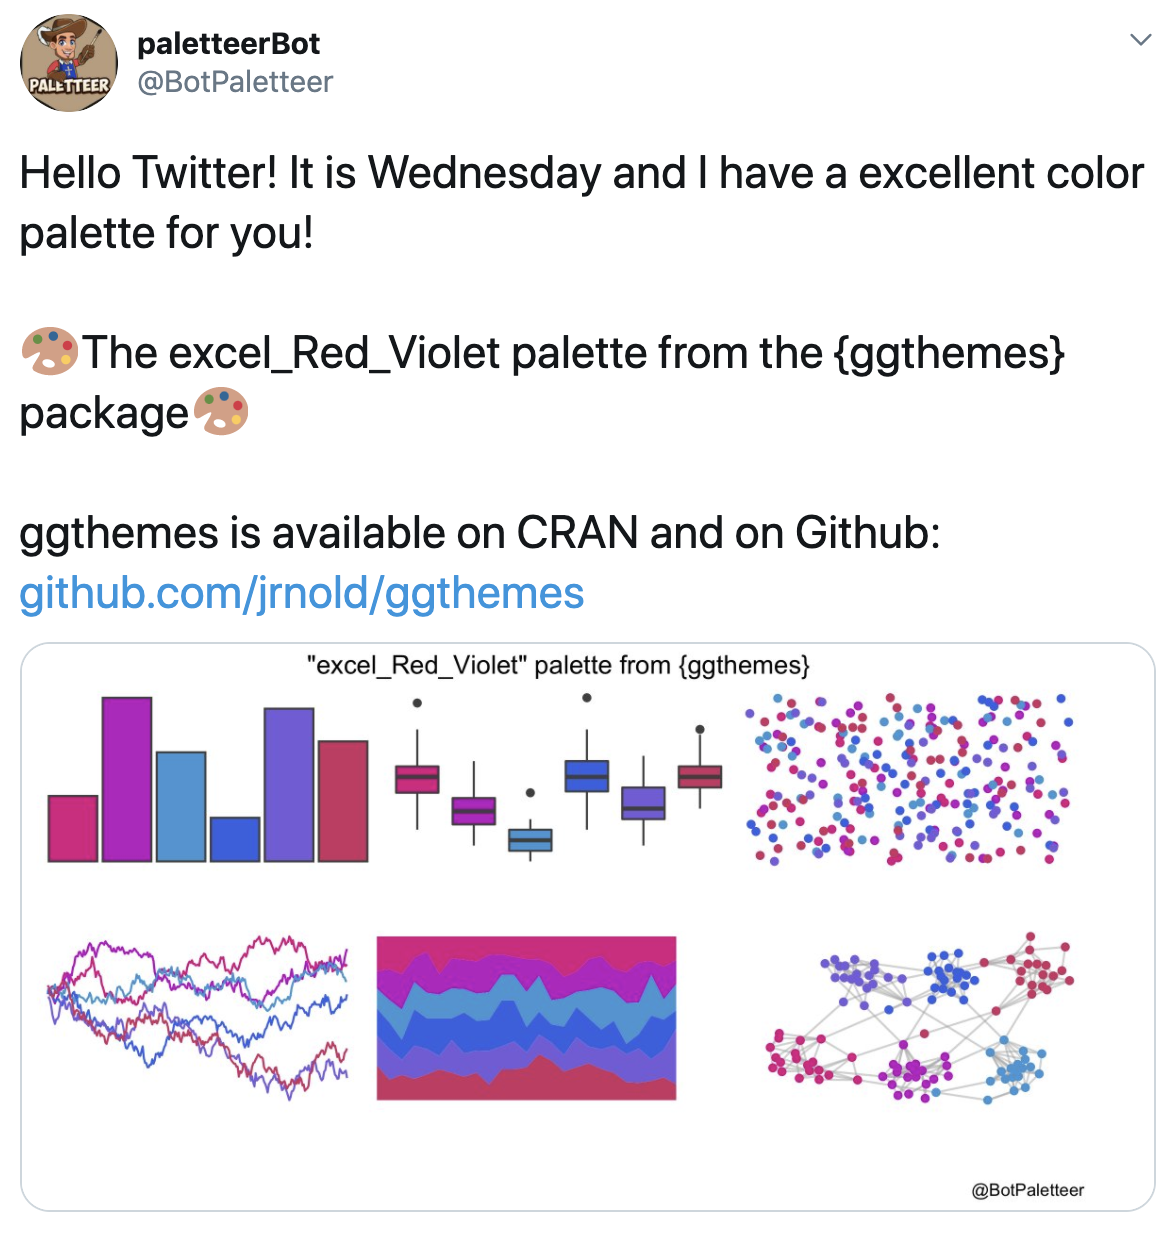 PALETTEER
paletteerBot
@BotPaletteer
Hello Twitter! It is Wednesday and I have a excellent color
palette for you!
🎨The excel_Red_Violet palette from the {ggthemes}
package🎨
ggthemes is available on CRAN and on Github:
github.com/jrnold/ggthemes
"excel_Red_Violet" palette from {ggthemes}
@BotPaletteer